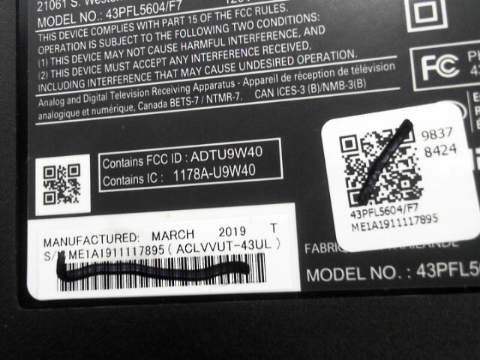 21061 S. Western
MODEL NO.: 43PFL5604/F7
THIS DEVICE COMPLIES WITH PART 15 OF THE FCC RULES.
OPERATION IS SUBJECT TO THE FOLLOWING TWO CONDITIONS:
(1) THIS DEVICE MAY NOT CAUSE HARMFUL INTERFERENCE, AND
(2) THIS DEVICE MUST ACCEPT ANY INTERFERENCE RECEIVED,
INCLUDING INTERFERENCE THAT MAY CAUSE UNDESIRED OPERATION.
Analog and Digital Television Receiving Apparatus - Appareil de réception de télévision
analogique et numérique, Canada BETS-7 / NTMR-7. CAN ICES-3 (B)/NMB-3(B)
FC
PH
43
Contains FCC ID : ADTU9W40
Contains IC : 1178A-U9W40
9837
8424
43PFL5604/F7
ME1A1911117895
MANUFACTURED: MARCH 2019 T
S/N ME1A1911117895 (ACLVVUT-43UL)
FABRIQ
MODEL NO. : 43PFL56